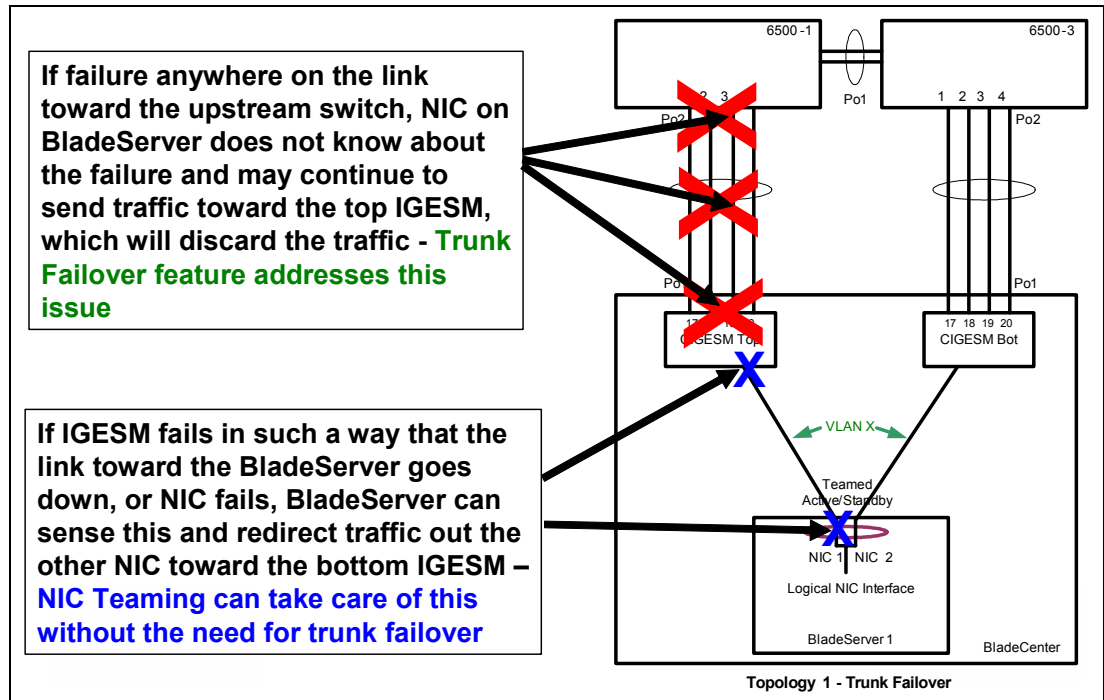 If failure anywhere on the link
toward the upstream switch, NIC on
BladeServer does not know about
the failure and may continue to
send traffic toward the top IGESM,
which will discard the traffic - Trunk
Failover feature addresses this
issue
If IGESM fails in such a way that the
link toward the BladeServer goes
down, or NIC fails, BladeServer can
sense this and redirect traffic out the
other NIC toward the bottom IGESM –
NIC Teaming can take care of this
without the need for trunk failover
6500-1
6500-3
Po1
2 3
1 2 3 4
Po2
Po2
Po1
17
17 18 19 20
CIGESM Top
CIGESM Bot
VLAN X
Teamed
Active/Standby
NIC 1 NIC 2
Logical NIC Interface
BladeServer 1
BladeCenter
Topology 1 - Trunk Failover